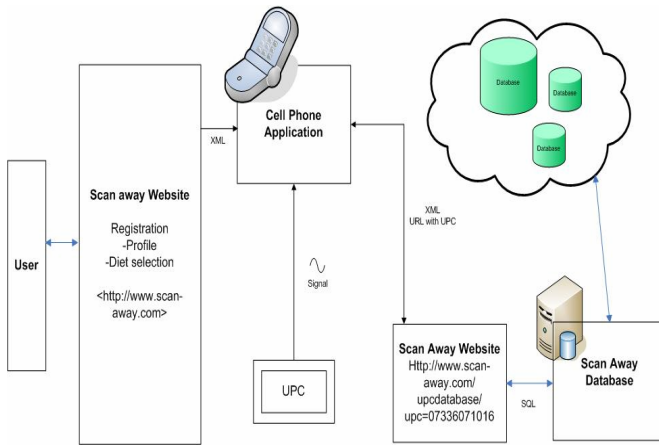 User
Scan away Website
Registration
-Profile
-Diet selection
<http://www.scan-
away.com>
XML
Cell Phone
Application
Signal
UPC
XML
URL with UPC
Scan Away Website
Http://www.scan-
away.com/
upcdatabase/
upc=07336071016
SQL
Scan Away
Database
Database
Database
Database